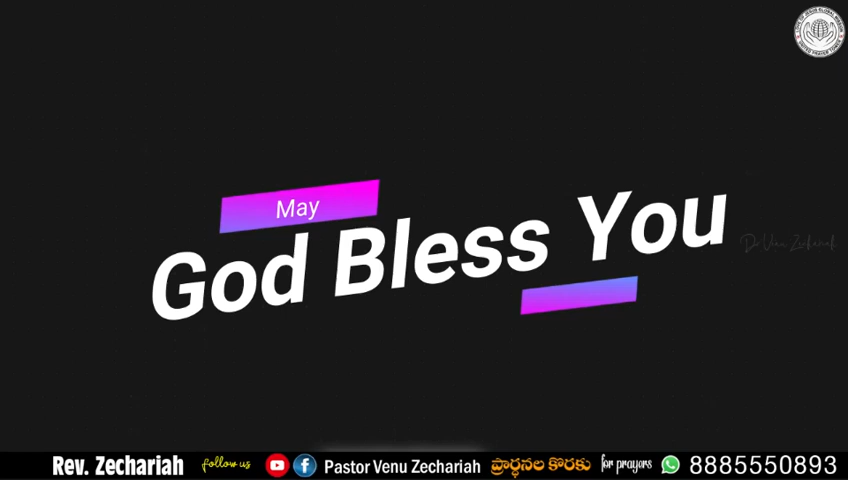 May
God Bless You
Rev. Zechariah follow us Pastor Venu Zechariah ప్రార్థనల కొరకు for prayers 8885550893